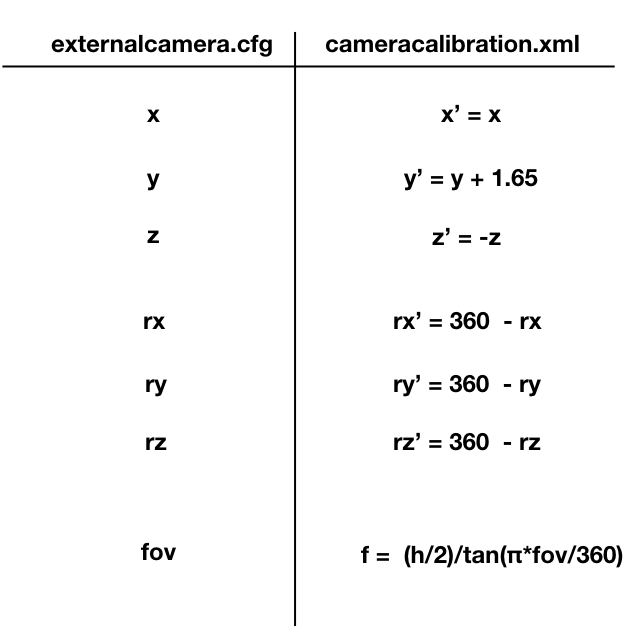 externalcamera.cfg cameracalibration.xml
x x’ = x
y y’ = y + 1.65
z z’ = -z
rx rx’ = 360 - rx
ry ry’ = 360 - ry
rz rz’ = 360 - rz
fov f = (h/2)/tan(π*fov/360)